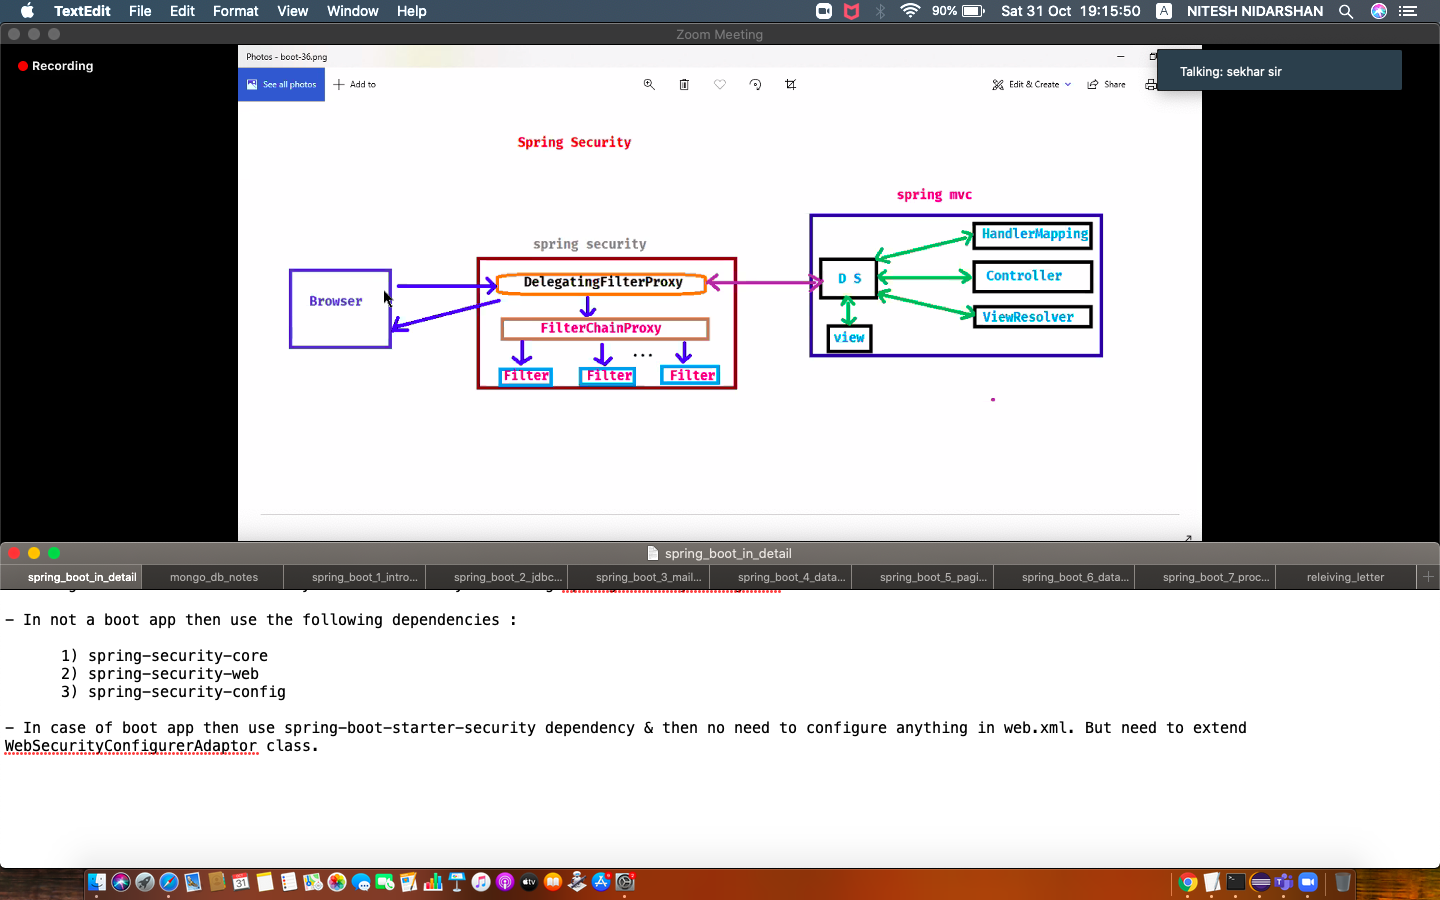 TextEdit File Edit Format View Window Help 90% Sat 31 Oct 19:15:50 A NITESH NIDARSHAN
Zoom Meeting
Recording
Photos - boot-36.png
Talking: sekhar sir
See all photos Add to Edit & Create Share
Spring Security
spring mvc
spring security
HandlerMapping
DelegatingFilterProxy
D S
Controller
Browser
FilterChainProxy
ViewResolver
view
...
Filter Filter Filter
spring_boot_in_detail
spring_boot_in_detail mongo_db_notes spring_boot_1_intro... spring_boot_2_jdbc... spring_boot_3_mail... spring_boot_4_data... spring_boot_5_pagi... spring_boot_6_data... spring_boot_7_proc... releiving_letter
– In not a boot app then use the following dependencies :
1) spring-security-core
2) spring-security-web
3) spring-security-config
– In case of boot app then use spring-boot-starter-security dependency & then no need to configure anything in web.xml. But need to extend
WebSecurityConfigurerAdaptor class.